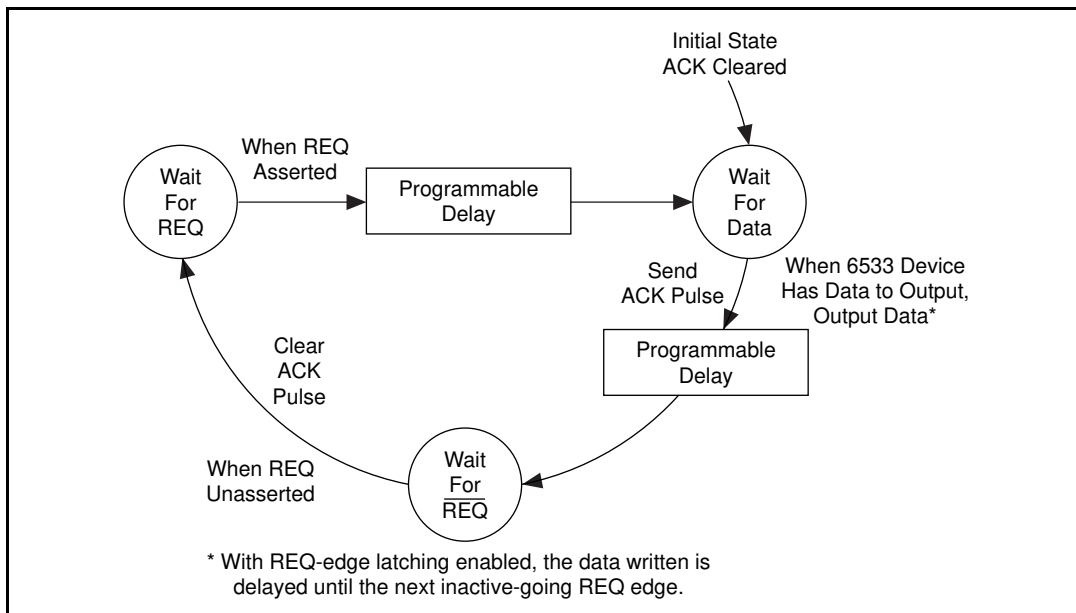 Initial State
ACK Cleared
When REQ
Asserted
Wait
For
REQ
Programmable
Delay
Wait
For
Data
Send
ACK Pulse
When 6533 Device
Has Data to Output,
Output Data*
Programmable
Delay
Clear
ACK
Pulse
When REQ
Unasserted
Wait
For
R̅E̅Q̅
* With REQ-edge latching enabled, the data written is
delayed until the next inactive-going REQ edge.